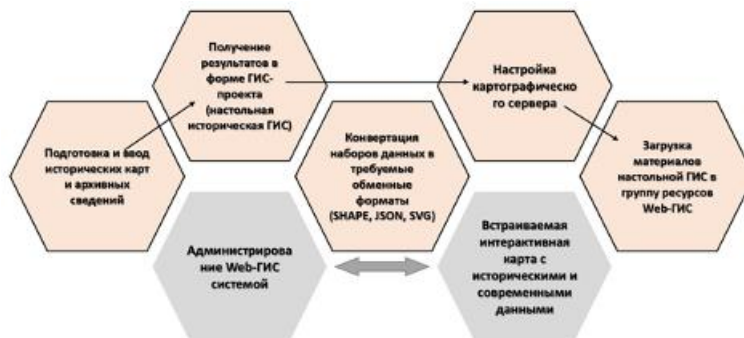 Получение
результатов в
форме ГИС-
проекта
(настольная
историческая ГИС)
Настройка
картографическо
го сервера
Подготовка и ввод
исторических карт
и архивных
сведений
Конвертация
наборов данных в
требуемые
обменные
форматы
(SHAPE, JSON, SVG)
Загрузка
материалов
настольной ГИС в
группу ресурсов
Web-ГИС
Администрирова
ние Web-ГИС
системой
Встраиваемая
интерактивная
карта с
историческими и
современными
данными